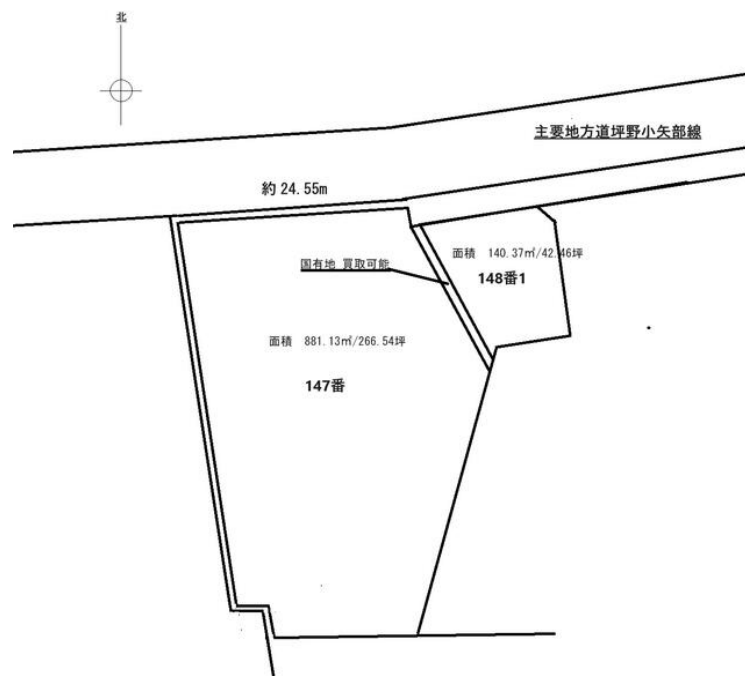 北
主要地方道坪野小矢部線
約 24.55m
面積 140.37㎡/42.46坪
国有地 買取可能
148番1
面積 881.13㎡/266.54坪
147番